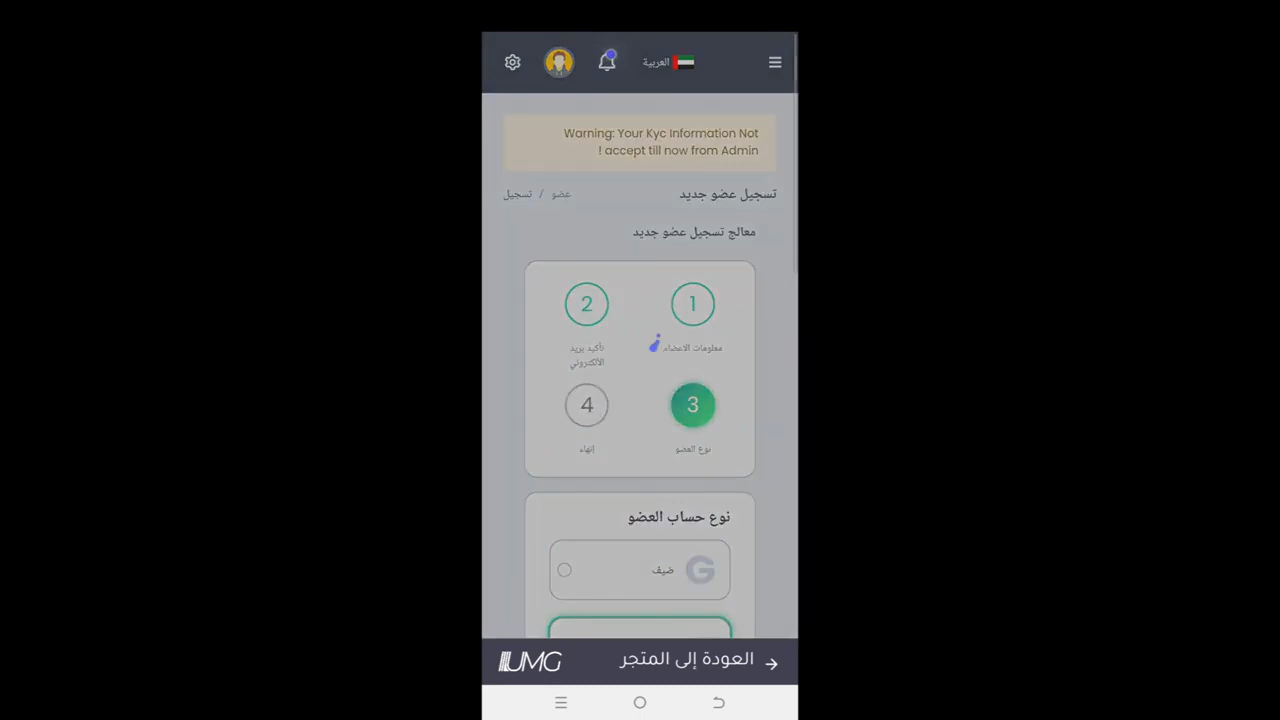 العربية
Warning: Your Kyc Information Not
accept till now from Admin !
تسجيل عضو جديد
عضو / تسجيل
معالج تسجيل عضو جديد
1
2
معلومات الاعضاء
تأكيد بريد
الألكتروني
3
4
نوع العضو
إنهاء
نوع حساب العضو
G
ضيف
العودة إلى المتجر
UMG